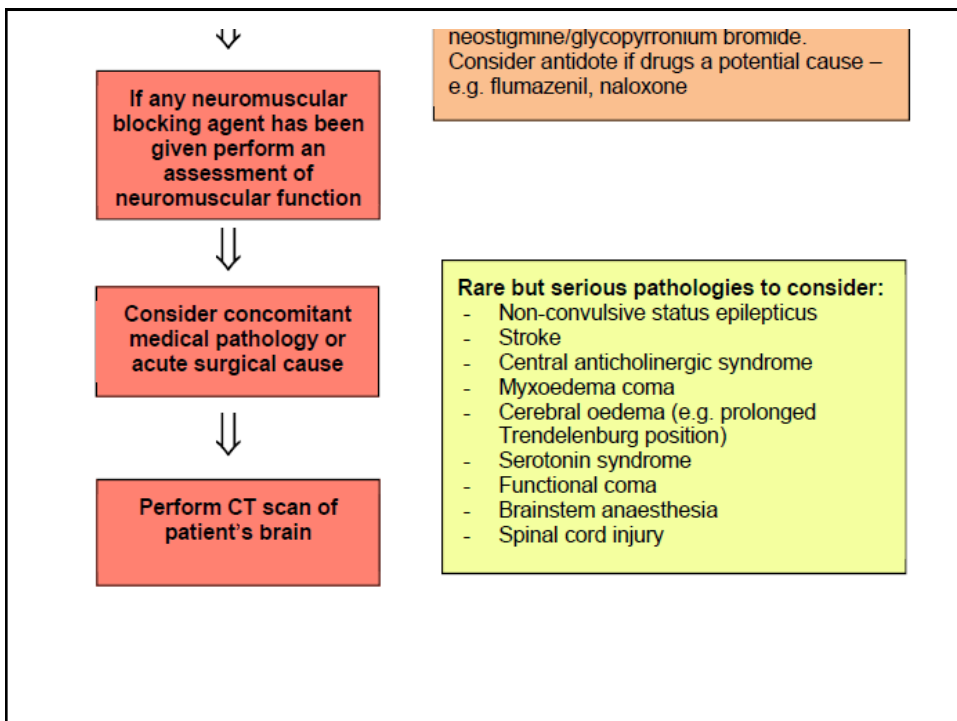 neostigmine/glycopyrronium bromide.
Consider antidote if drugs a potential cause –
e.g. flumazenil, naloxone
If any neuromuscular
blocking agent has been
given perform an
assessment of
neuromuscular function
Consider concomitant
medical pathology or
acute surgical cause
Perform CT scan of
patient's brain
Rare but serious pathologies to consider:
- Non-convulsive status epilepticus
- Stroke
- Central anticholinergic syndrome
- Myxoedema coma
- Cerebral oedema (e.g. prolonged
Trendelenburg position)
- Serotonin syndrome
- Functional coma
- Brainstem anaesthesia
- Spinal cord injury